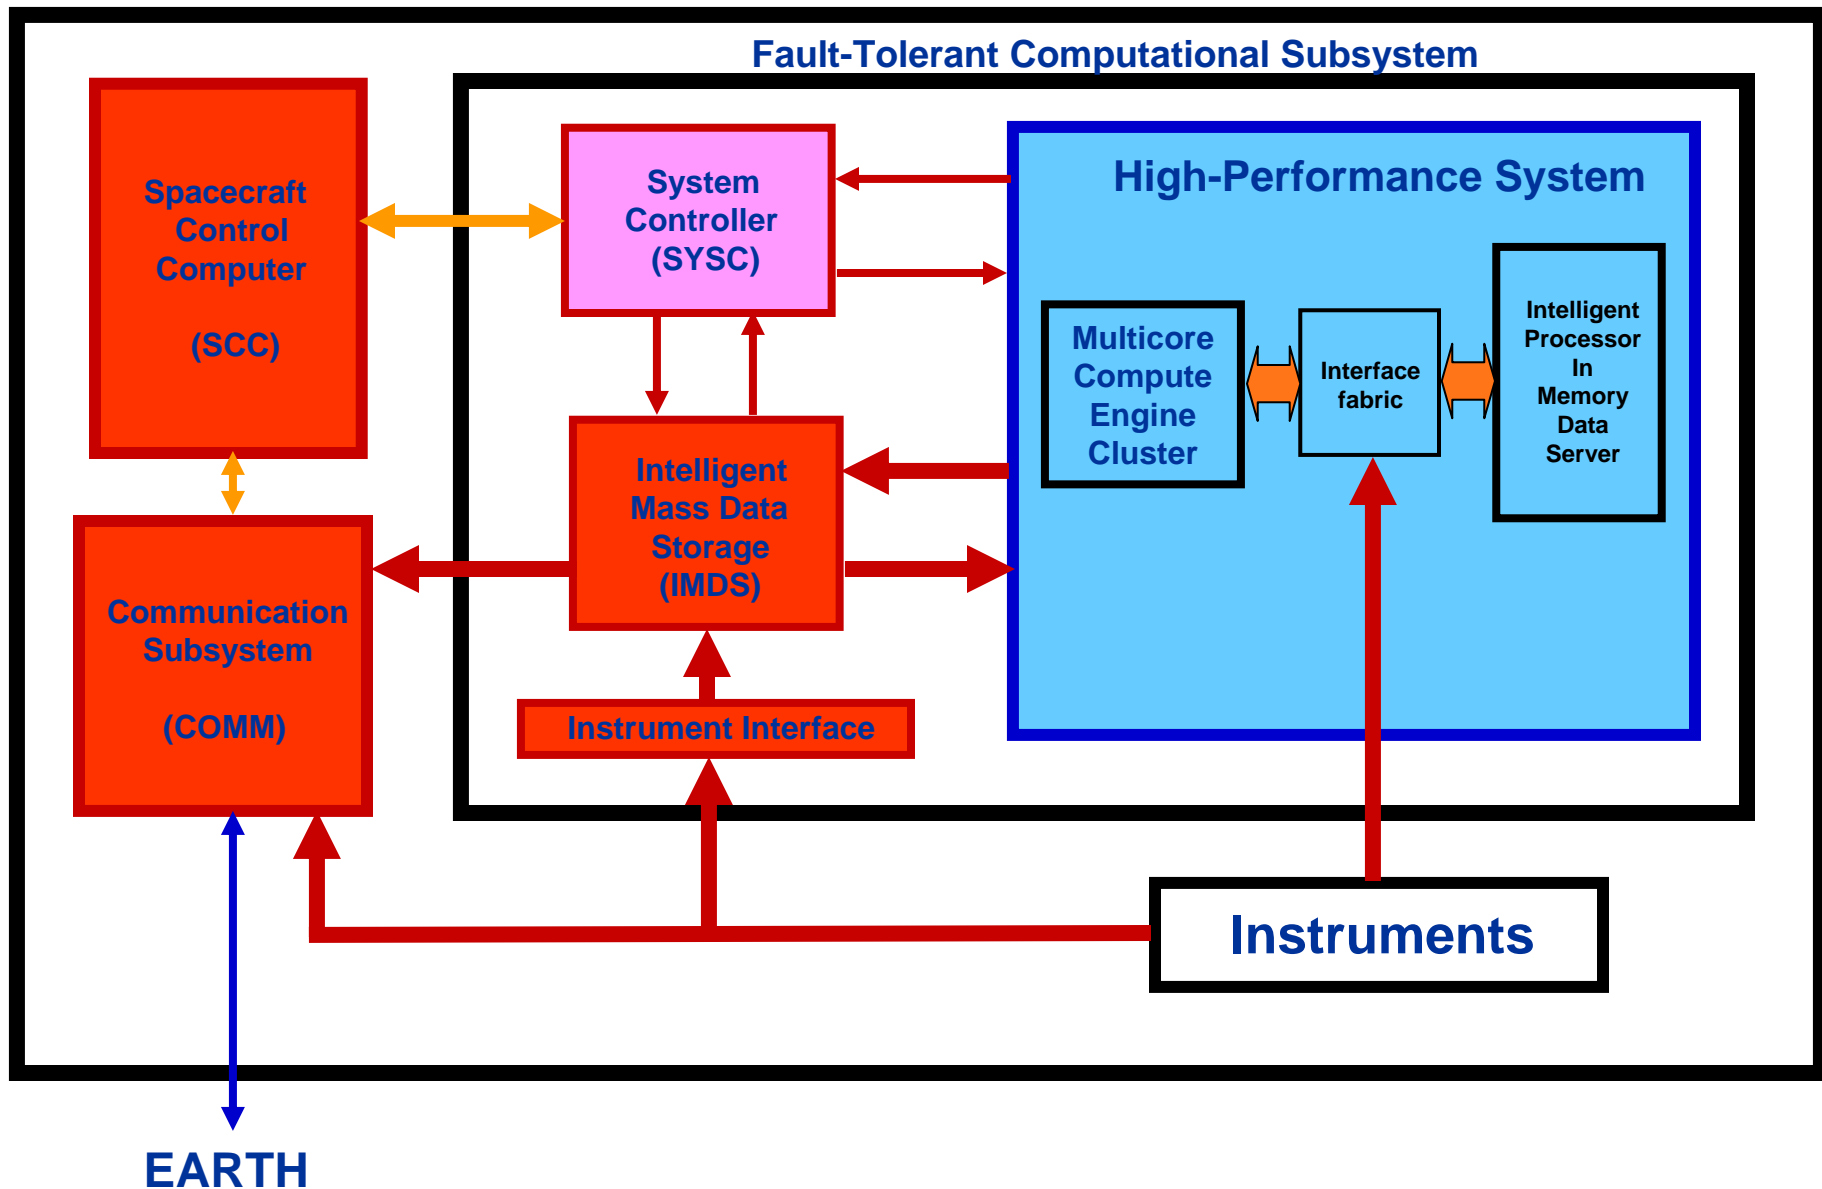 Fault-Tolerant Computational Subsystem
Spacecraft
Control
Computer
(SCC)
System
Controller
(SYSC)
High-Performance System
Multicore
Compute
Engine
Cluster
Interface
fabric
Intelligent
Processor
In
Memory
Data
Server
Intelligent
Mass Data
Storage
(IMDS)
Communication
Subsystem
(COMM)
Instrument Interface
Instruments
EARTH